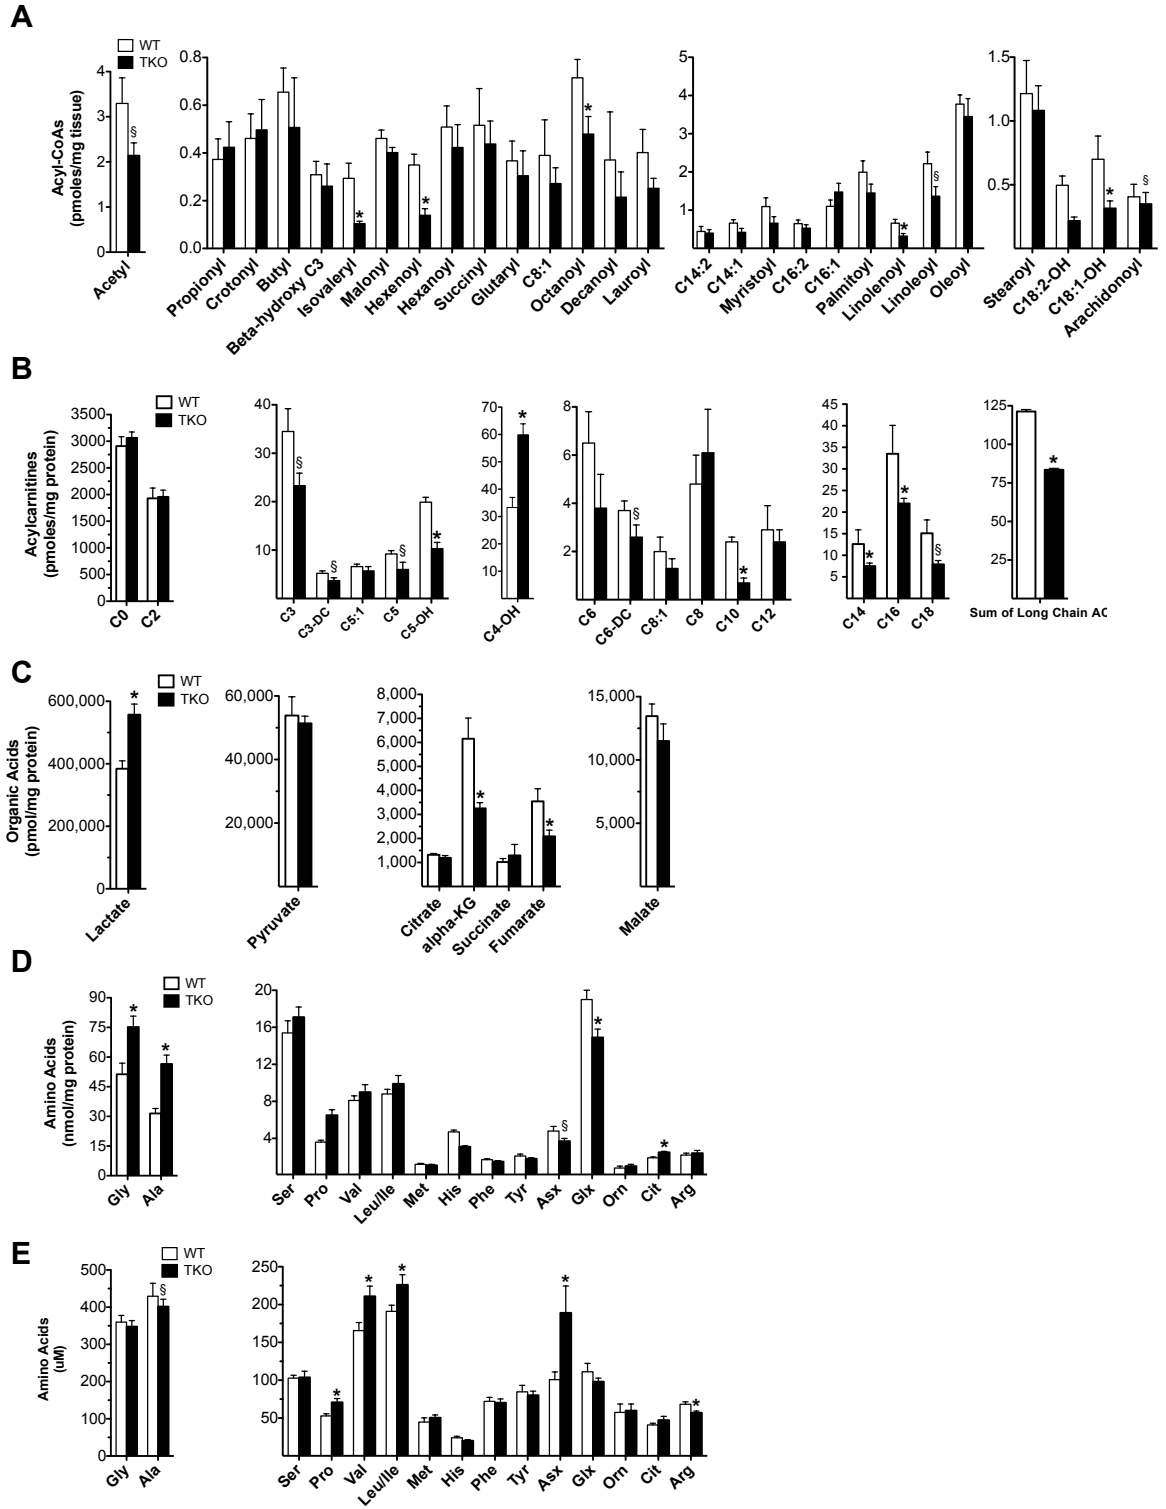 A
WT
TKO
Acyl-CoAs
(pmoles/mg tissue)
4
3
2
1
0
Acetyl
0.8
0.6
0.4
0.2
0.0
Propionyl
Crotonyl
Butyl
Beta-hydroxy C3
Isovaleryl
Malonyl
Hexenoyl
Hexanoyl
Succinyl
Glutaryl
C8:1
Octanoyl
Decanoyl
Lauroyl
5
4
3
2
1
C14:2
C14:1
Myristoyl
C16:2
C16:1
Palmitoyl
Linolenoyl
Linoleoyl
Oleoyl
1.5
1.0
0.5
Stearoyl
C18:2-OH
C18:1-OH
Arachidonoyl
§ * * * * § * §
B
WT
TKO
Acylcarnitines
(pmoles/mg protein)
3500
3000
2500
2000
1500
1000
500
0
C0
C2
40
30
20
10
C3
C3-DC
C5:1
C5
C5-OH
70
60
50
40
30
20
10
C4-OH
8
6
4
2
C6
C6-DC
C8:1
C8
C10
C12
45
40
35
30
25
20
15
10
5
C14
C16
C18
125
100
75
50
25
Sum of Long Chain AC
§ § § * * § * * * § *
C
WT
TKO
Organic Acids
(pmol/mg protein)
600,000
400,000
200,000
0
Lactate
60,000
40,000
20,000
Pyruvate
8,000
7,000
6,000
5,000
4,000
3,000
2,000
1,000
Citrate
alpha-KG
Succinate
Fumarate
15,000
10,000
5,000
Malate
* * *
D
WT
TKO
Amino Acids
(nmol/mg protein)
90
75
60
45
30
15
0
Gly
Ala
20
16
12
8
4
Ser
Pro
Val
Leu/Ile
Met
His
Phe
Tyr
Asx
Glx
Orn
Cit
Arg
* * § * *
E
WT
TKO
Amino Acids
(uM)
500
400
300
200
100
0
Gly
Ala
250
200
150
100
50
Ser
Pro
Val
Leu/Ile
Met
His
Phe
Tyr
Asx
Glx
Orn
Cit
Arg
§ * * * * *